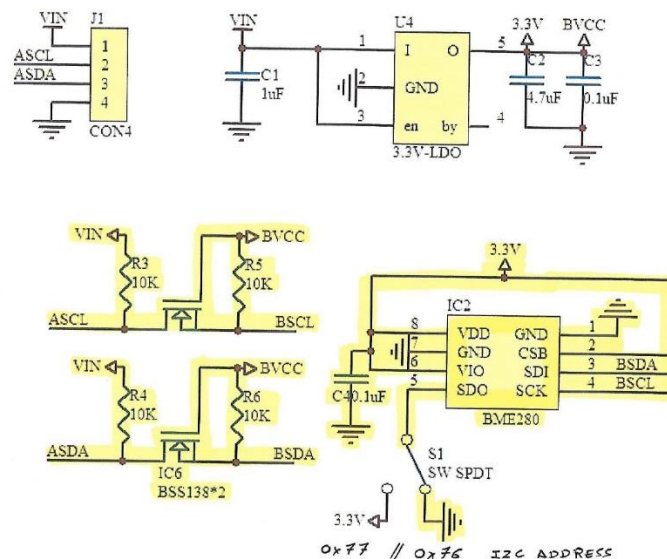 VIN
J1
1
ASCL 2
ASDA 3
4
CON4
VIN
U4
3.3V
BVCC
1 I O 5
C1
1uF
2 GND
3 en by 4
3.3V-LDO
C2
4.7uF
C3
0.1uF
VIN
BVCC
R3
10K
R5
10K
ASCL
BSCL
VIN
BVCC
R4
10K
R6
10K
ASDA
BSDA
IC6
BSS138*2
3.3V
IC2
8 VDD GND 1
7 GND CSB 2
6 VIO SDI 3 BSDA
5 SDO SCK 4 BSCL
C4 0.1uF
BME280
S1
SW SPDT
3.3V
0x77 // 0x76 I2C ADDRESS